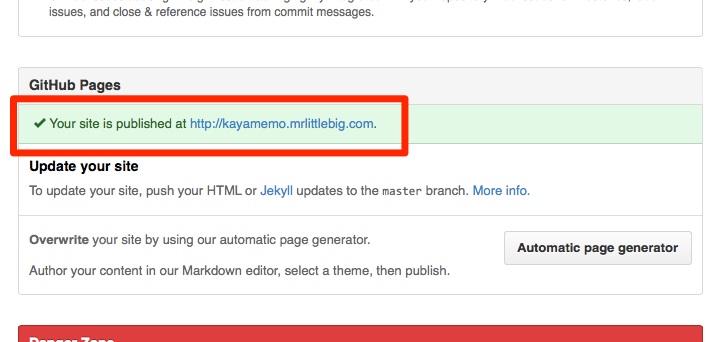 issues, and close & reference issues from commit messages.
GitHub Pages
✔ Your site is published at http://kayamemo.mrlittlebig.com.
Update your site
To update your site, push your HTML or Jekyll updates to the master branch. More info.
Overwrite your site by using our automatic page generator.
Automatic page generator
Author your content in our Markdown editor, select a theme, then publish.
Danger Zone